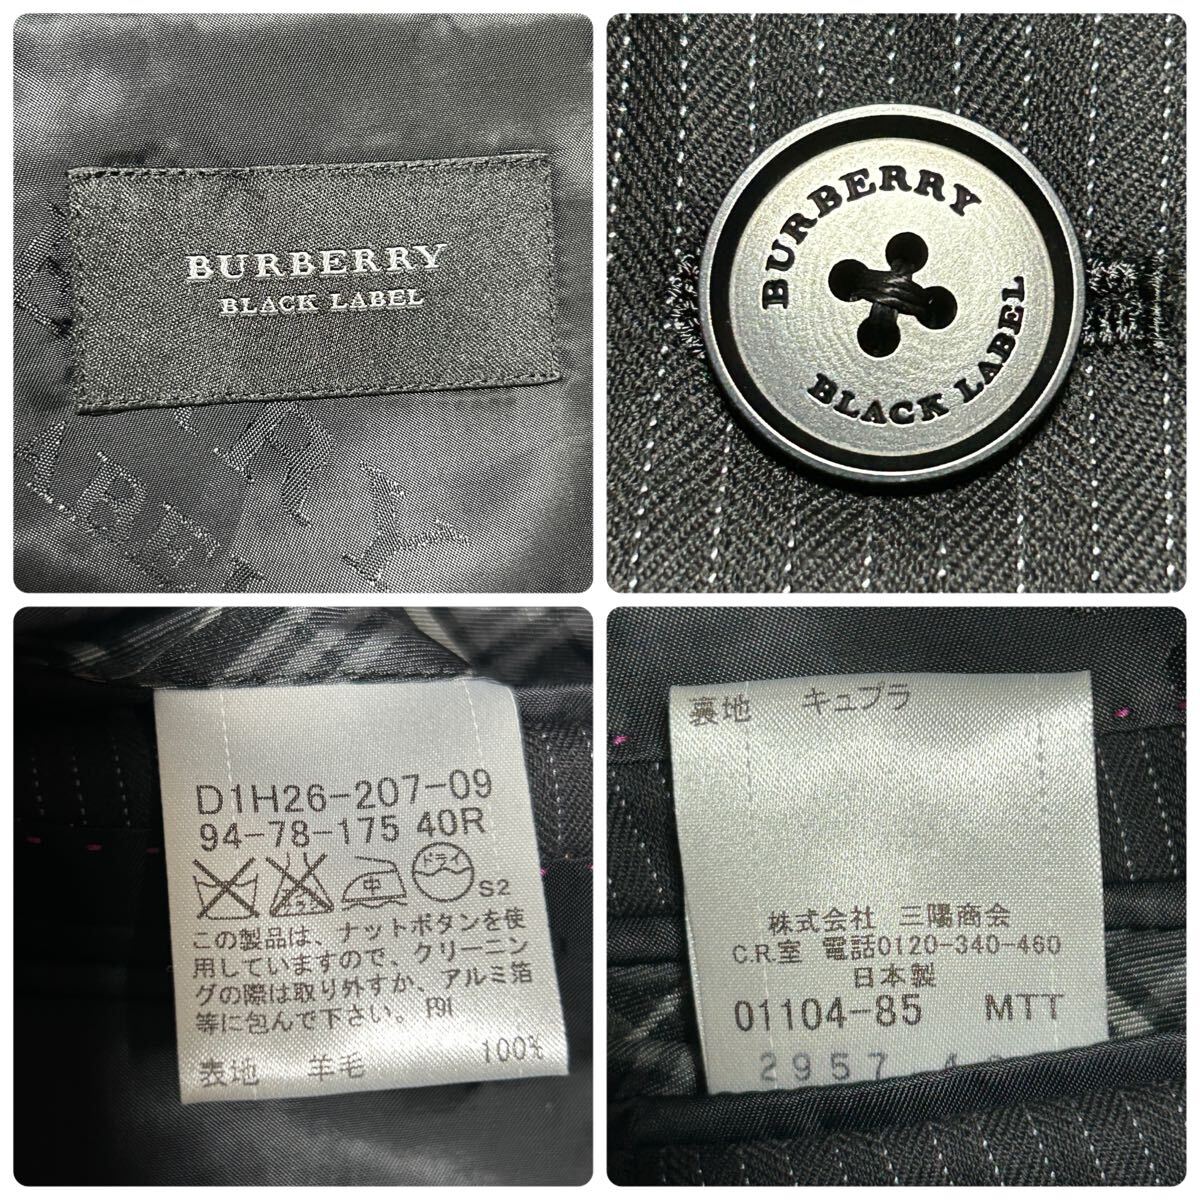 BURBERRY
BLACK LABEL
ABEL
BURBERRY
BLACK LABEL
D1H26-207-09
94-78-175 40R
中
ドライ
S2
この製品は、ナットボタンを使
用していますので、クリーニン
グの際は取り外すか、アルミ箔
等に包んで下さい。
表地 羊毛 100%
裏地 キュプラ
株式会社 三陽商会
C.R.室 電話0120-340-460
日本製
01104-85 MTT
2957